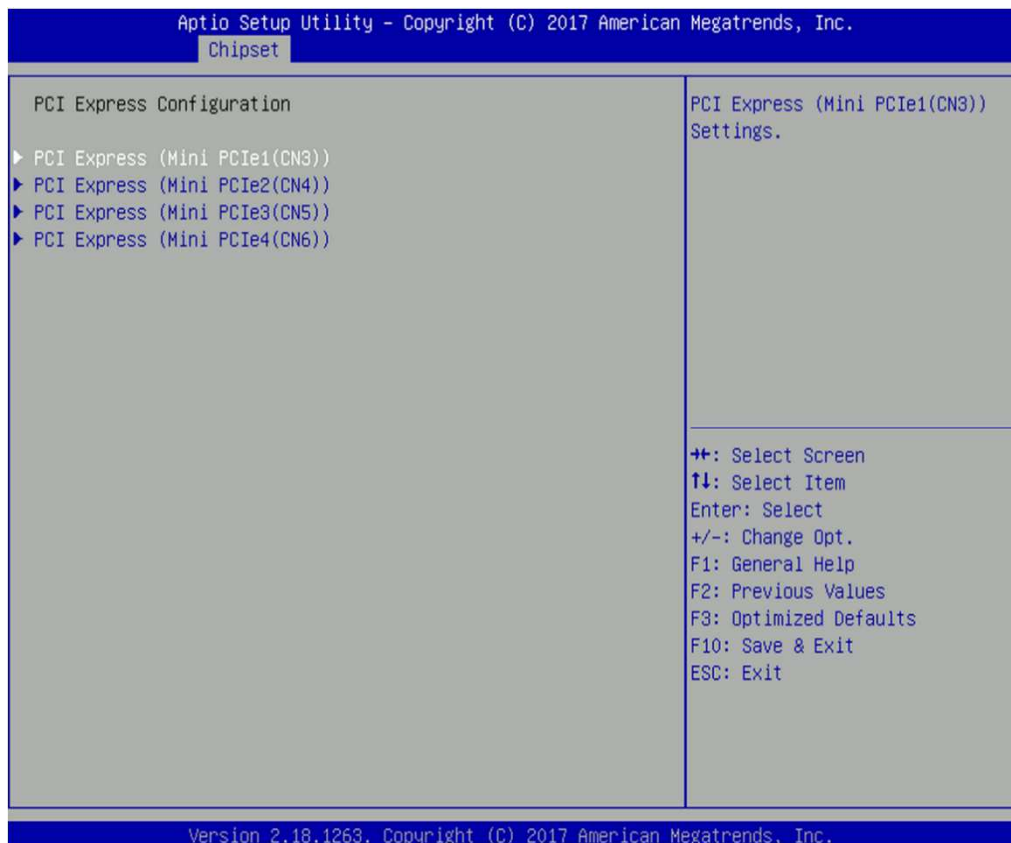 Aptio Setup Utility – Copyright (C) 2017 American Megatrends, Inc.
Chipset
PCI Express Configuration
PCI Express (Mini PCIe1(CN3))
PCI Express (Mini PCIe2(CN4))
PCI Express (Mini PCIe3(CN5))
PCI Express (Mini PCIe4(CN6))
PCI Express (Mini PCIe1(CN3))
Settings.
→←: Select Screen
↑↓: Select Item
Enter: Select
+/-: Change Opt.
F1: General Help
F2: Previous Values
F3: Optimized Defaults
F10: Save & Exit
ESC: Exit
Version 2.18.1263. Copyright (C) 2017 American Megatrends, Inc.